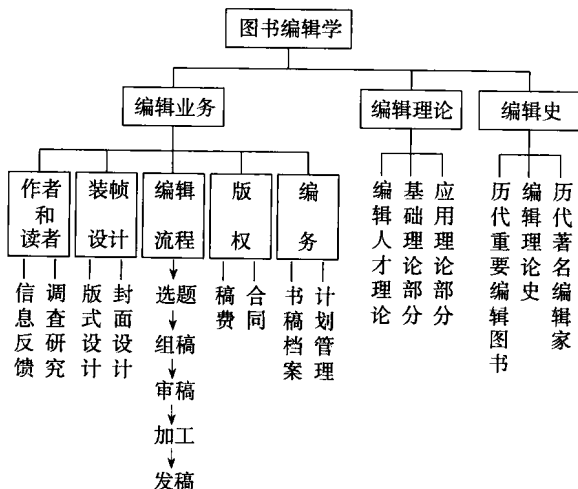 图书编辑学
编辑业务
编辑理论
编辑史
作者和读者
装帧设计
编辑流程
版权
编务
编辑人才理论
基础理论部分
应用理论部分
历代重要编辑图书
编辑理论史
历代著名编辑家
信息反馈
调查研究
版式设计
封面设计
选题
组稿
审稿
加工
发稿
稿费
合同
书稿档案
计划管理